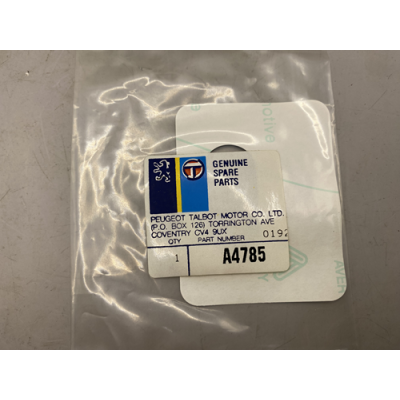 GENUINE
SPARE
PARTS
PEUGEOT TALBOT MOTOR CO. LTD.
(P.O. BOX 126) TORRINGTON AVE
COVENTRY CV4 9UX
0192
QTY PART NUMBER
1 A4785